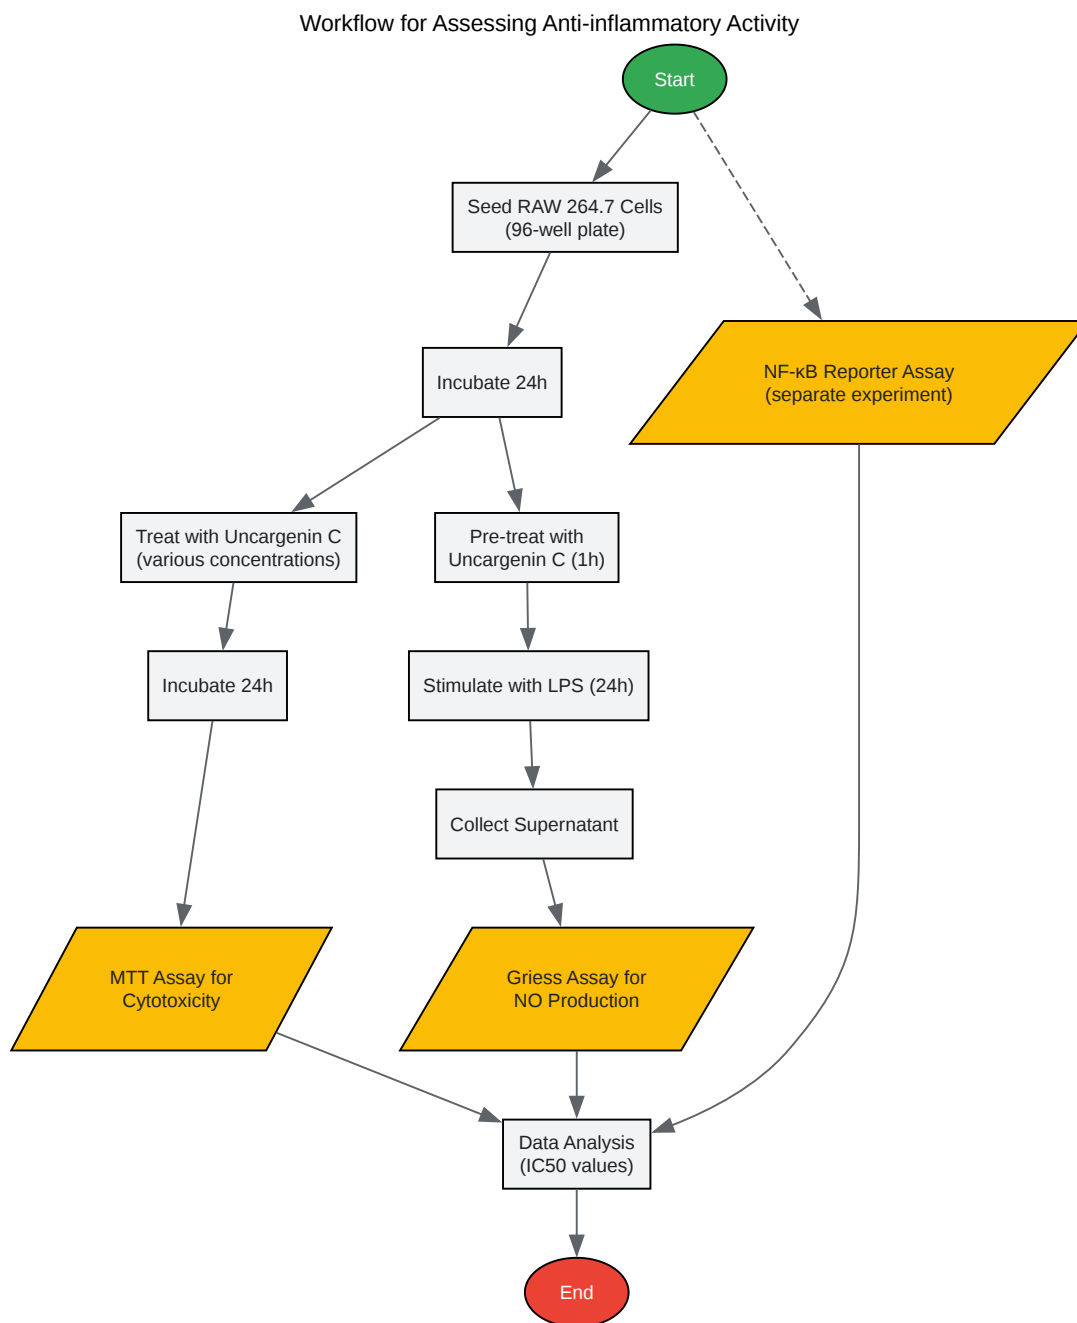 Workflow for Assessing Anti-inflammatory Activity
Start
Seed RAW 264.7 Cells
(96-well plate)
Incubate 24h
NF-κB Reporter Assay
(separate experiment)
Treat with Uncargenin C
(various concentrations)
Pre-treat with
Uncargenin C (1h)
Incubate 24h
Stimulate with LPS (24h)
Collect Supernatant
MTT Assay for
Cytotoxicity
Griess Assay for
NO Production
Data Analysis
(IC50 values)
End